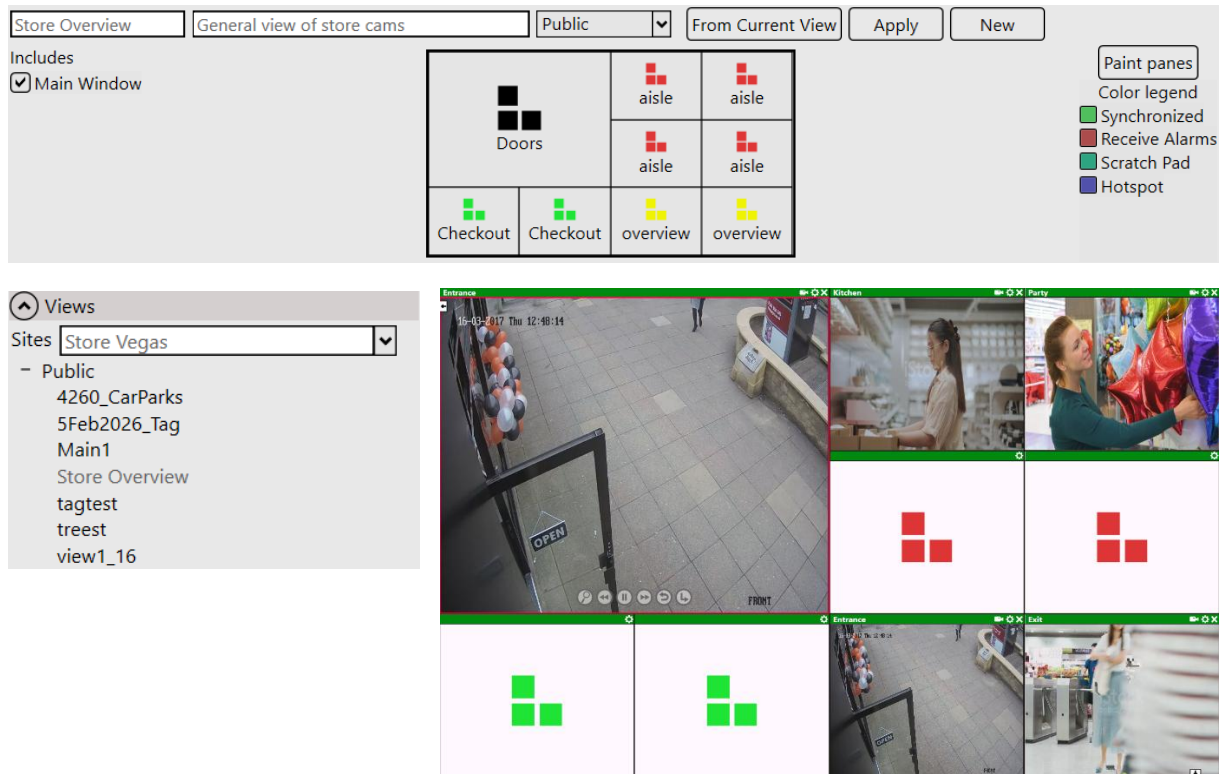 Store Overview
General view of store cams
Public
From Current View
Apply
New
Includes
Main Window
Doors
aisle
aisle
aisle
aisle
Checkout
Checkout
overview
overview
Paint panes
Color legend
Synchronized
Receive Alarms
Scratch Pad
Hotspot
Views
Sites
Store Vegas
Public
4260_CarParks
5Feb2026_Tag
Main1
Store Overview
tagtest
treest
view1_16
Entrance
Kitchen
Party
16-03-2017 Thu 12:48:14
OPEN
FRONT
Entrance
Exit
OPEN